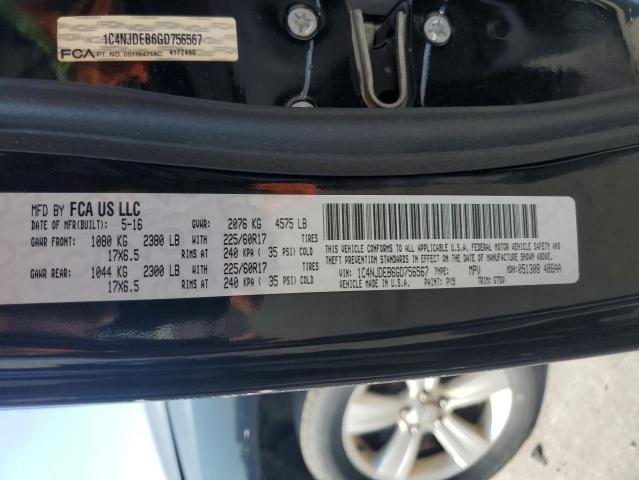 1C4NJDEB6GD756567
FCA PT. NO. 05116471AC 4172490
MFD BY FCA US LLC
DATE OF MFR(BUILT): 5-16 GVWR: 2076 KG 4575 LB
GAWR FRONT: 1080 KG 2380 LB WITH 225/60R17 TIRES
17X6.5 RIMS AT 240 KPA ( 35 PSI) COLD
GAWR REAR: 1044 KG 2300 LB WITH 225/60R17 TIRES
17X6.5 RIMS AT 240 KPA ( 35 PSI) COLD
THIS VEHICLE CONFORMS TO ALL APPLICABLE U.S.A. FEDERAL MOTOR VEHICLE SAFETY,
BUMPER, AND THEFT PREVENTION STANDARDS IN EFFECT ON THE DATE OF MANUFACTURE SHOWN ABOVE.
VIN: 1C4NJDEB6GD756567 TYPE: MPV MDH:051309 496AA
VEHICLE MADE IN U.S.A. PAINT: PX8 TRIM: G7DV